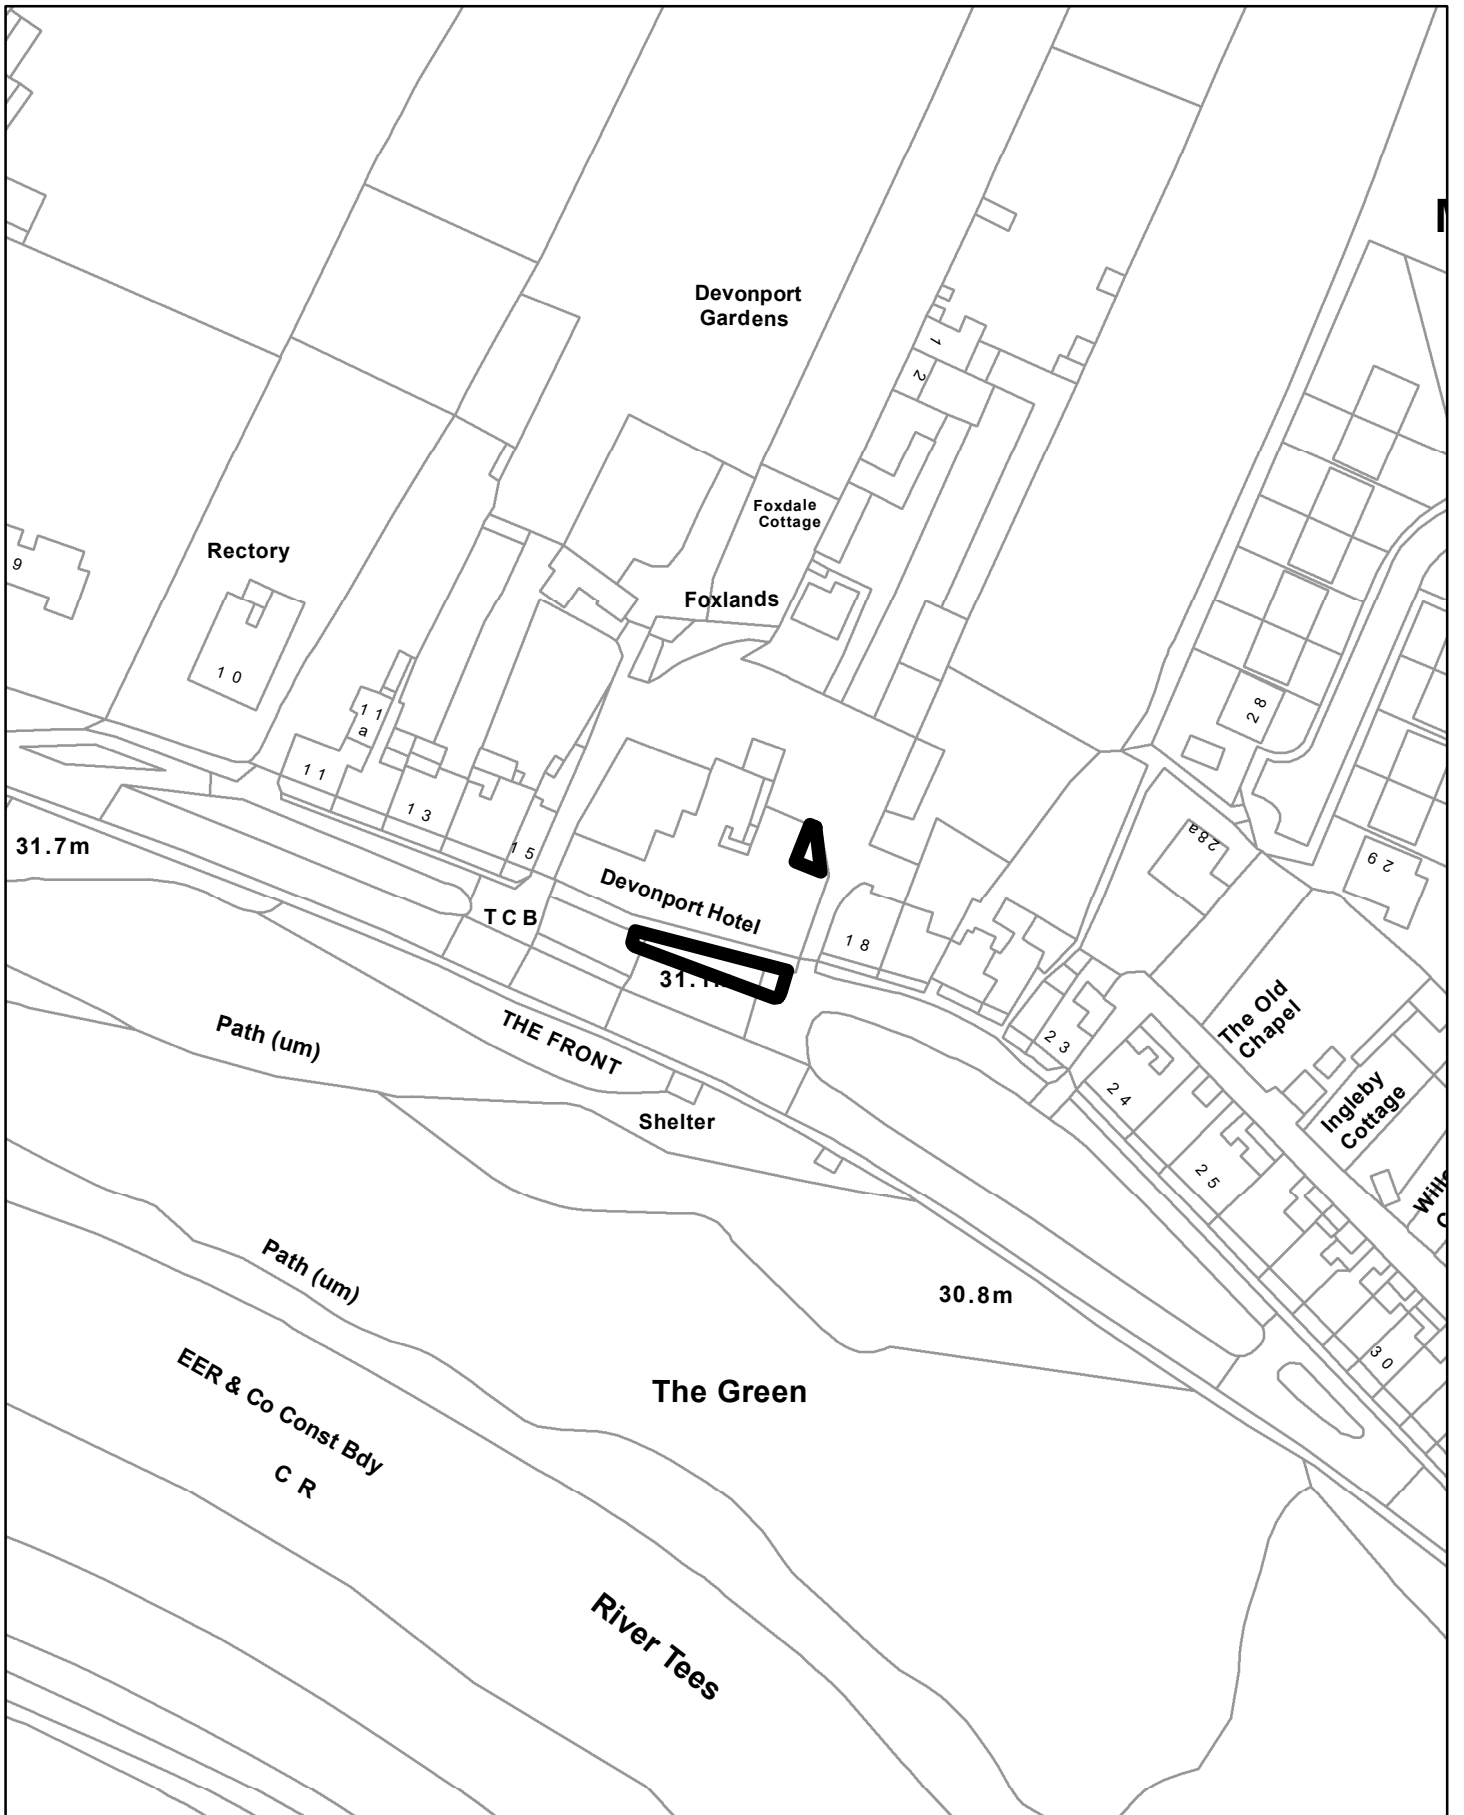 Devonport
Gardens
1
2
Foxdale
Cottage
Rectory
9
Foxlands
10
11
a
28
11
13
15
28a
29
31.7m
Devonport Hotel
TCB
18
The Old
Chapel
THE FRONT
Path (um)
23
24
Ingleby
Cottage
Shelter
25
Path (um)
30.8m
30
EER & Co Const Bdy
The Green
CR
River Tees